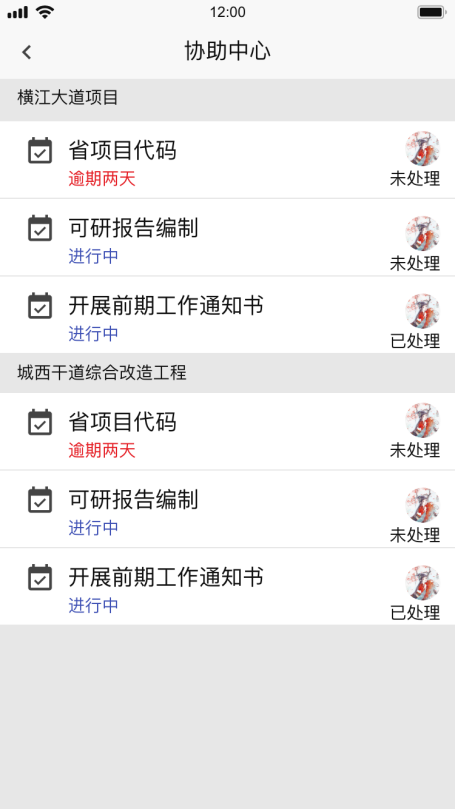 12:00
协助中心
横江大道项目
省项目代码
逾期两天
未处理
可研报告编制
进行中
未处理
开展前期工作通知书
进行中
已处理
城西干道综合改造工程
省项目代码
逾期两天
未处理
可研报告编制
进行中
未处理
开展前期工作通知书
进行中
已处理